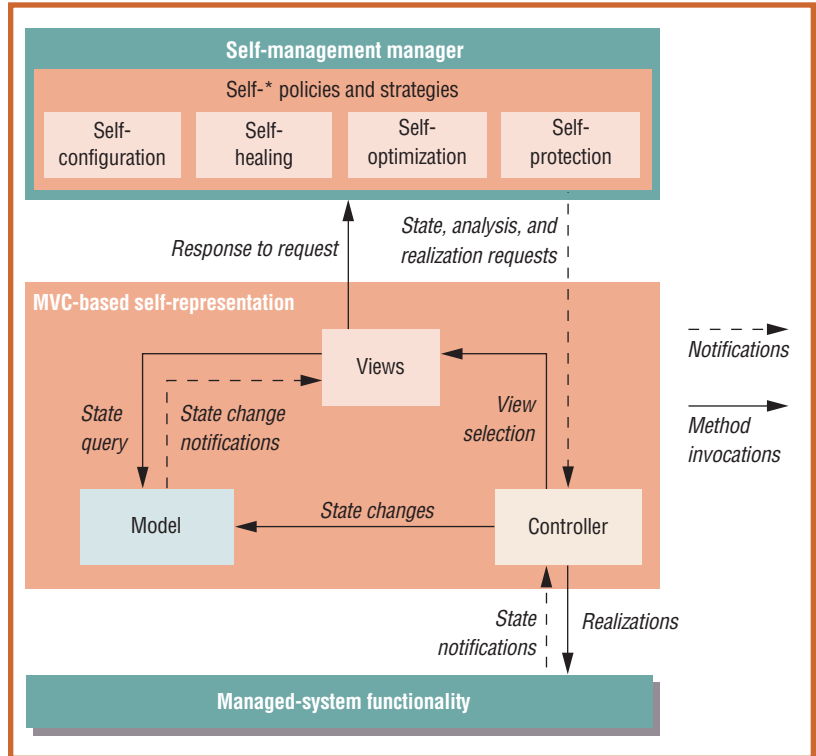 Self-management manager
Self-* policies and strategies
Self-
configuration
Self-
healing
Self-
optimization
Self-
protection
Response to request
State, analysis, and
realization requests
MVC-based self-representation
Views
Notifications
State
query
State change
notifications
View
selection
Method
invocations
Model
State changes
Controller
State
notifications
Realizations
Managed-system functionality